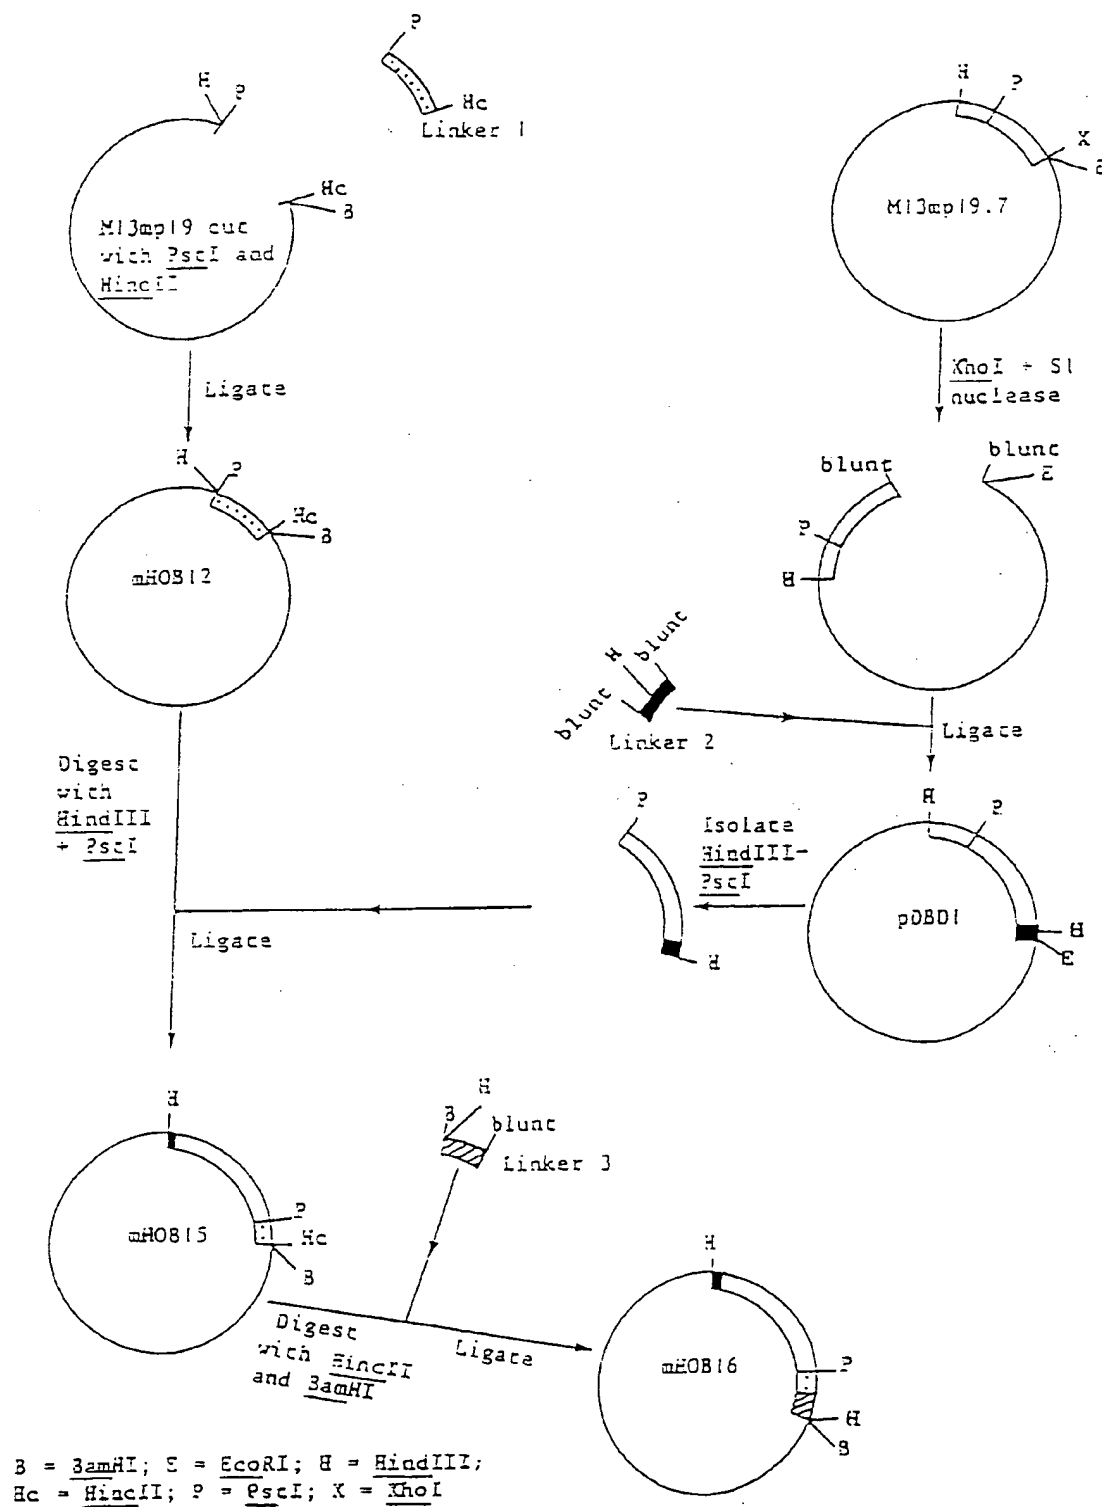 P
H
P
Hc
Linker 1
Hc
B
M13mp19 cut
with PstI and
HincII
H
P
X
E
M13mp19.7
Ligate
XhoI + S1
nuclease
H
P
Hc
B
mHOB12
blunt
blunt
E
P
H
H
blunt
blunt
Linker 2
Ligate
Digest
with
HindIII
+ PstI
P
Isolate
HindIII-
PstI
H
H
P
H
E
pDBD1
Ligate
H
P
Hc
B
mHOB15
B
H
blunt
Linker 3
Digest
with HincII
and BamHI
Ligate
H
P
H
B
mHOB16
B = BamHI; E = EcoRI; H = HindIII;
Hc = HincII; P = PstI; X = XhoI